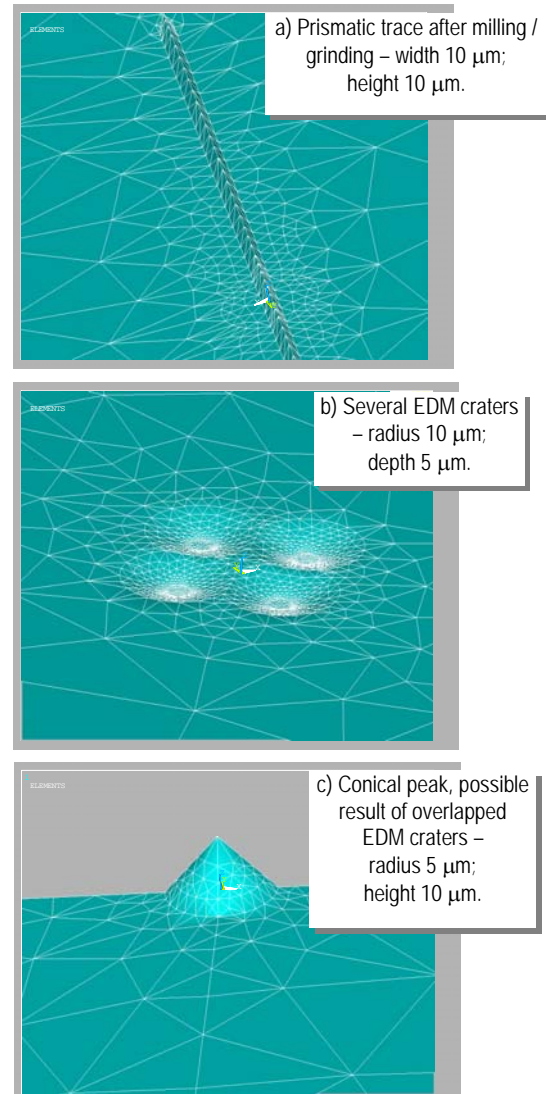 ELEMENTS
a) Prismatic trace after milling /
grinding – width 10 μm;
height 10 μm.
ELEMENTS
b) Several EDM craters
– radius 10 μm;
depth 5 μm.
ELEMENTS
c) Conical peak, possible
result of overlapped
EDM craters –
radius 5 μm;
height 10 μm.